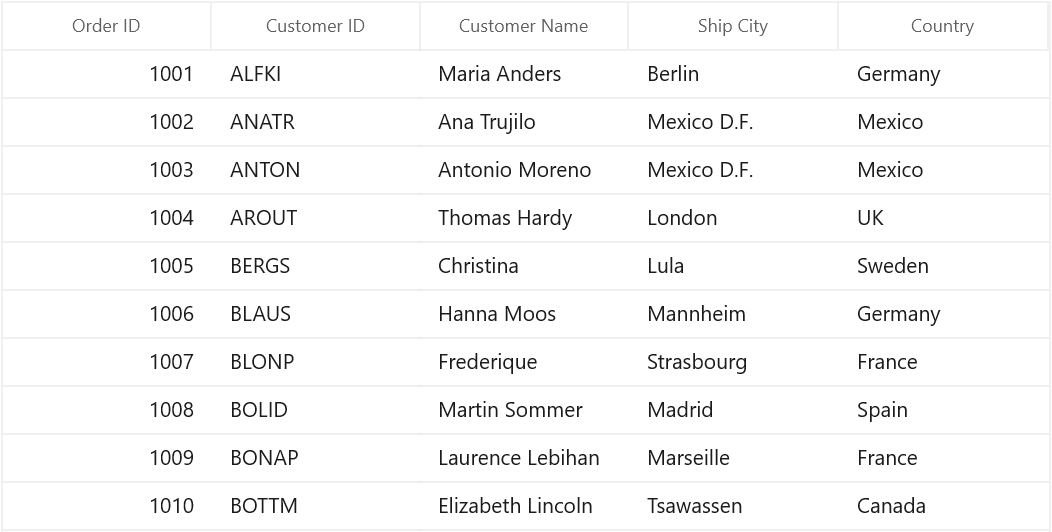 Order ID Customer ID Customer Name Ship City Country
1001 ALFKI Maria Anders Berlin Germany
1002 ANATR Ana Trujilo Mexico D.F. Mexico
1003 ANTON Antonio Moreno Mexico D.F. Mexico
1004 AROUT Thomas Hardy London UK
1005 BERGS Christina Lula Sweden
1006 BLAUS Hanna Moos Mannheim Germany
1007 BLONP Frederique Strasbourg France
1008 BOLID Martin Sommer Madrid Spain
1009 BONAP Laurence Lebihan Marseille France
1010 BOTTM Elizabeth Lincoln Tsawassen Canada